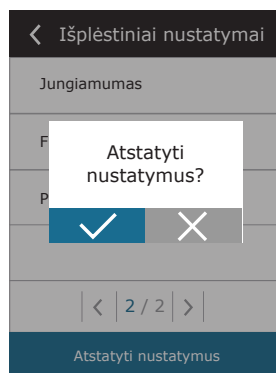 Išplėstiniai nustatymai
Jungiamumas
F
P
Atstatyti
nustatymus?
2 / 2
Atstatyti nustatymus